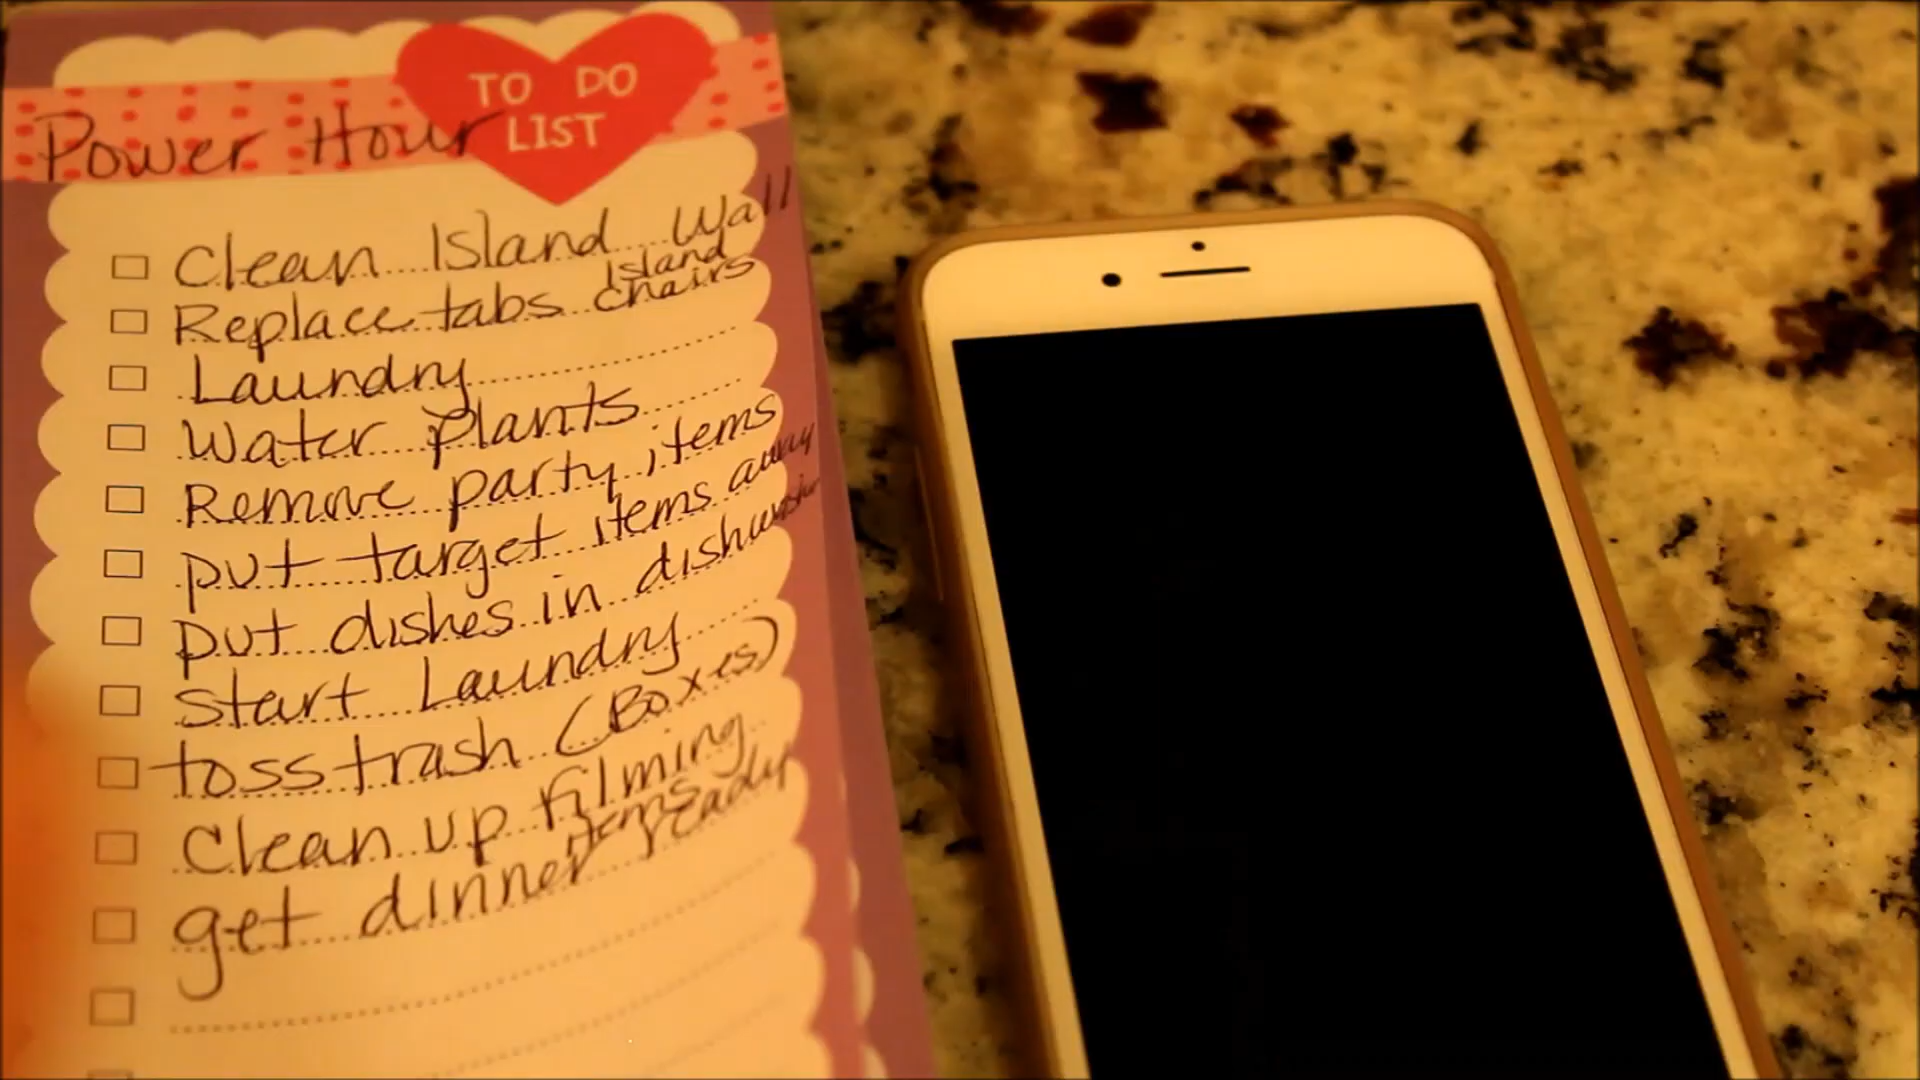 TO DO
LIST
Power Hour
Clean Island Wall
Replace tabs Island chairs
Laundry
Water plants
Remove party items
put target items away
put dishes in dishwasher
Start Laundry
toss trash (Boxes)
Clean up filming items
get dinner ready